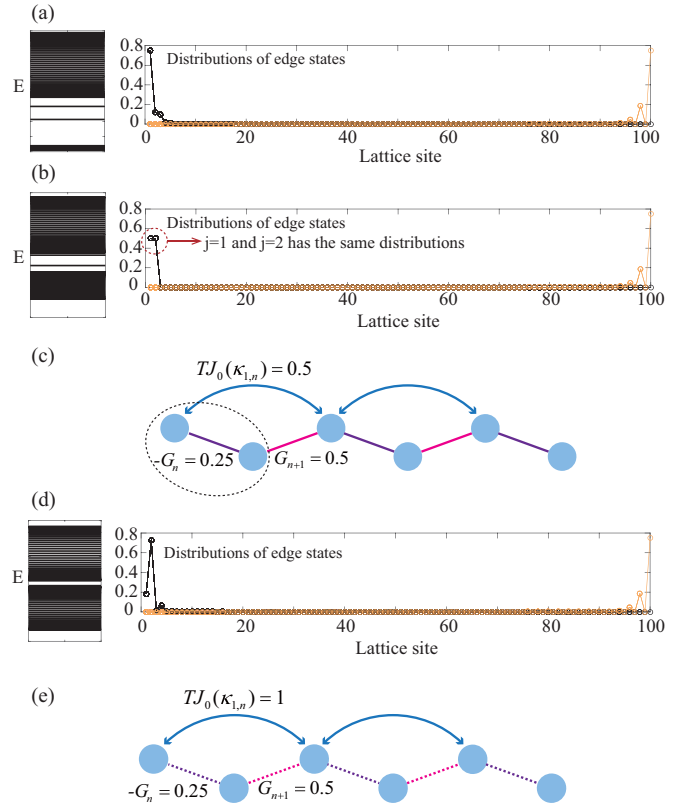 (a)
E
0.8
0.6
0.4
0.2
0
Distributions of edge states
0 20 40 60 80 100
Lattice site
(b)
E
0.8
0.6
0.4
0.2
0
Distributions of edge states
j=1 and j=2 has the same distributions
0 20 40 60 80 100
Lattice site
(c)
TJ₀(κ₁,ₙ) = 0.5
-Gₙ = 0.25
Gₙ₊₁ = 0.5
(d)
E
0.8
0.6
0.4
0.2
0
Distributions of edge states
0 20 40 60 80 100
Lattice site
(e)
TJ₀(κ₁,ₙ) = 1
-Gₙ = 0.25
Gₙ₊₁ = 0.5